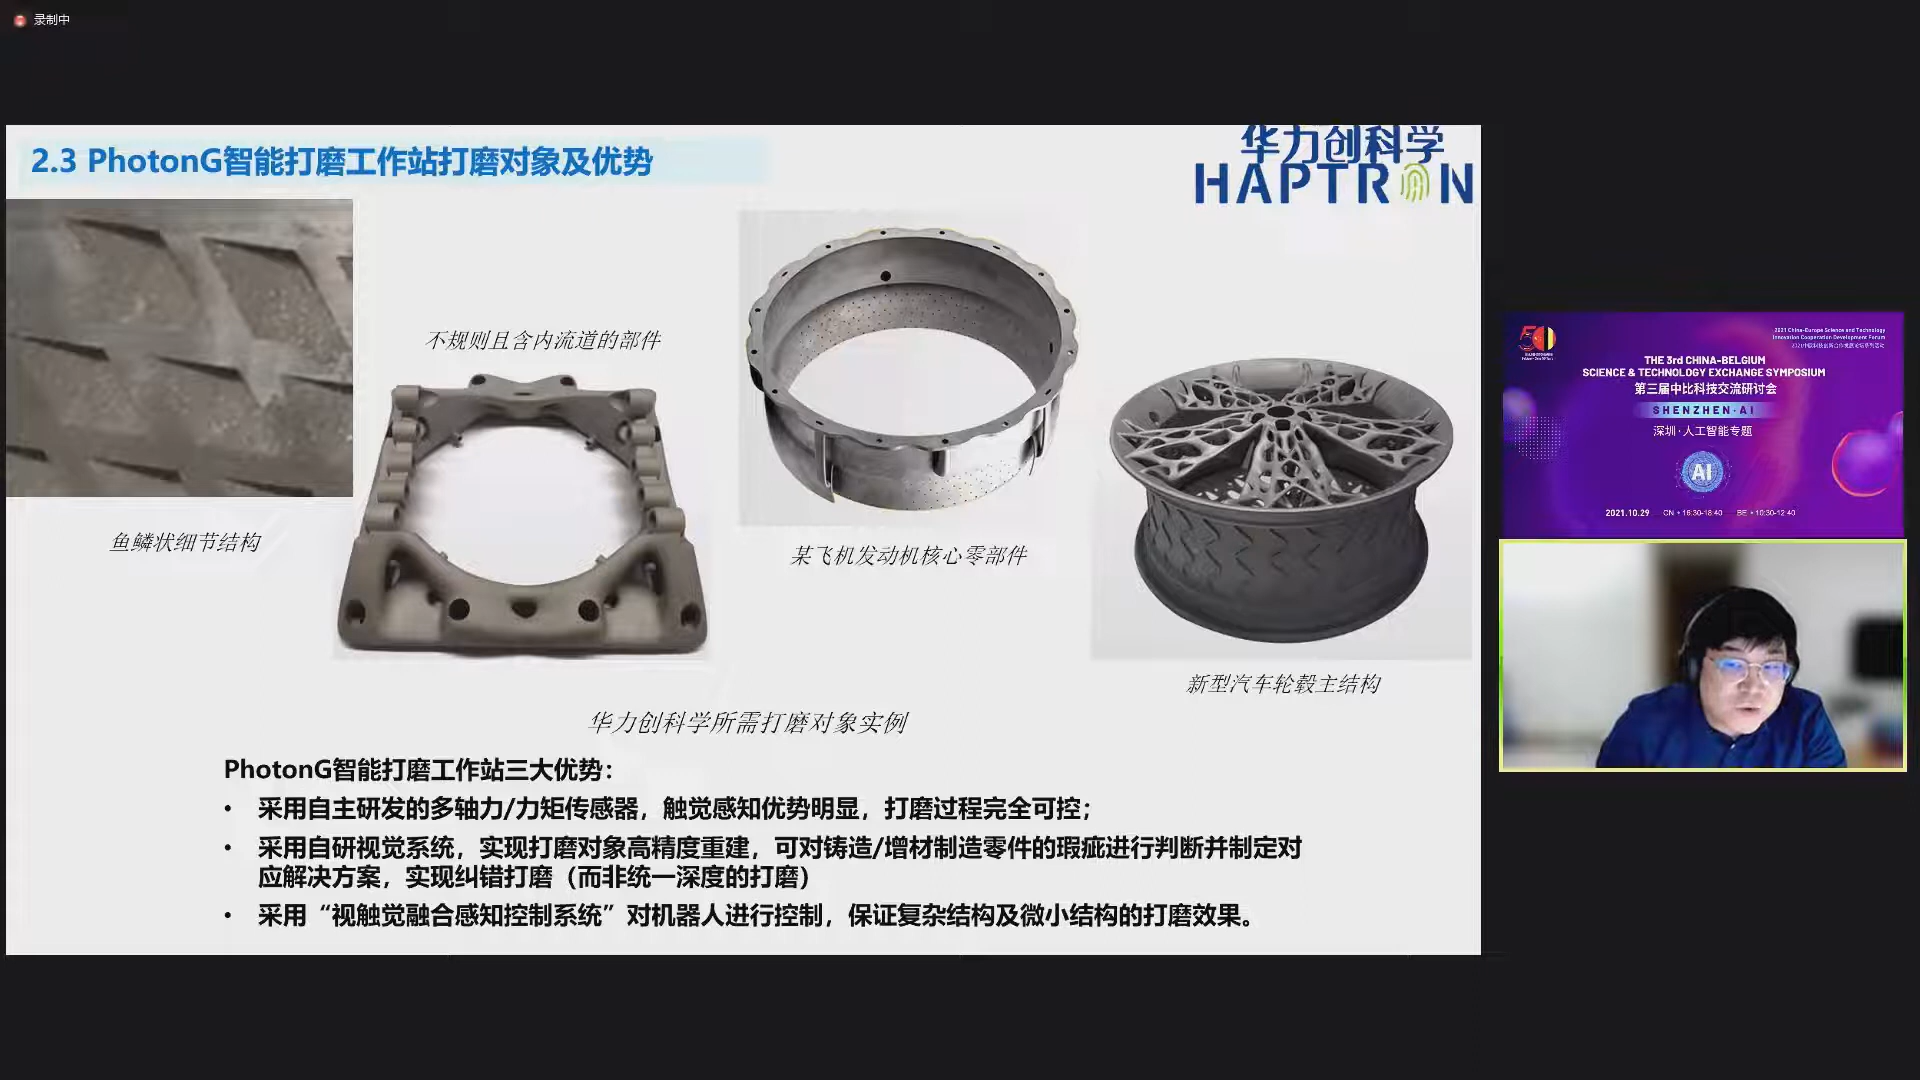 录制中
2.3 PhotonG智能打磨工作站打磨对象及优势
华力创科学
HAPTRON
不规则且含内流道的部件
鱼鳞状细节结构
某飞机发动机核心零部件
新型汽车轮毂主结构
华力创科学所需打磨对象实例
PhotonG智能打磨工作站三大优势：
• 采用自主研发的多轴力/力矩传感器，触觉感知优势明显，打磨过程完全可控；
• 采用自研视觉系统，实现打磨对象高精度重建，可对铸造/增材制造零件的瑕疵进行判断并制定对
应解决方案，实现纠错打磨（而非统一深度的打磨）
• 采用“视触觉融合感知控制系统”对机器人进行控制，保证复杂结构及微小结构的打磨效果。
2021 China-Europe Science and Technology
Innovation Cooperation Development Forum
THE 3rd CHINA-BELGIUM
SCIENCE & TECHNOLOGY EXCHANGE SYMPOSIUM
第三届中比科技交流研讨会
SHENZHEN·AI
深圳·人工智能专题
AI
2021.10.29 CN • 16:30-18:40 BE • 10:30-12:40